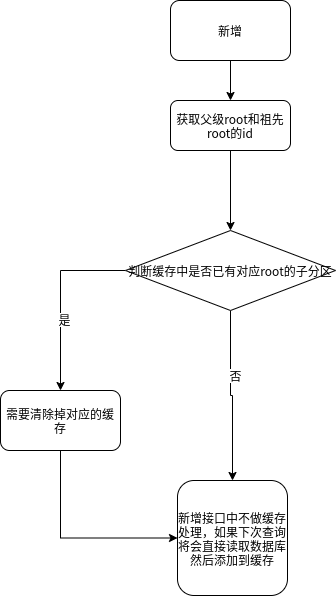 新增
获取父级root和祖先
root的id
判断缓存中是否已有对应root的子分区
是
否
需要清除掉对应的缓
存
新增接口中不做缓存
处理，如果下次查询
将会直接读取数据库
然后添加到缓存